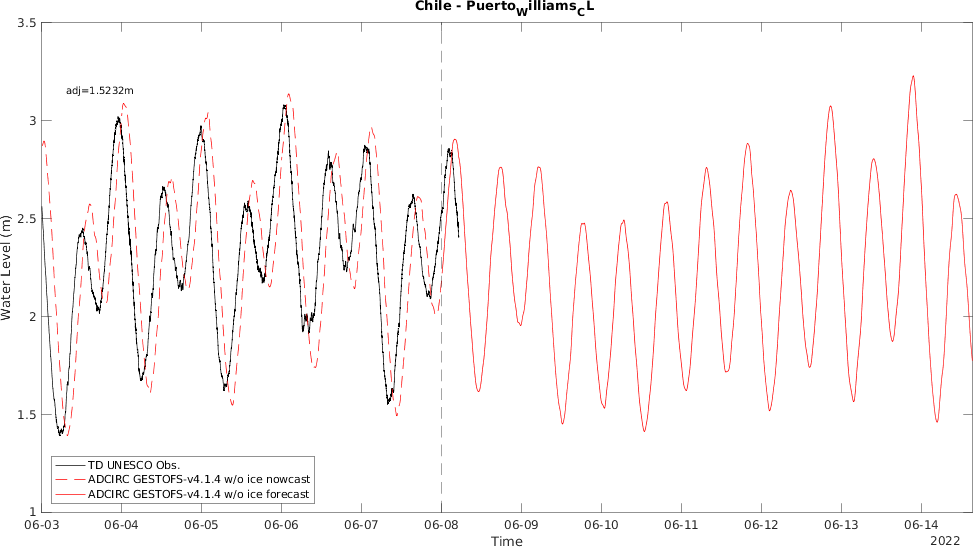 Chile - PuertoWilliamsCL
3.5
adj=1.5232m
3
2.5
Water Level (m)
2
1.5
TD UNESCO Obs.
ADCIRC GESTOFS-v4.1.4 w/o ice nowcast
ADCIRC GESTOFS-v4.1.4 w/o ice forecast
1
06-03 06-04 06-05 06-06 06-07 06-08 06-09 06-10 06-11 06-12 06-13 06-14
Time
2022